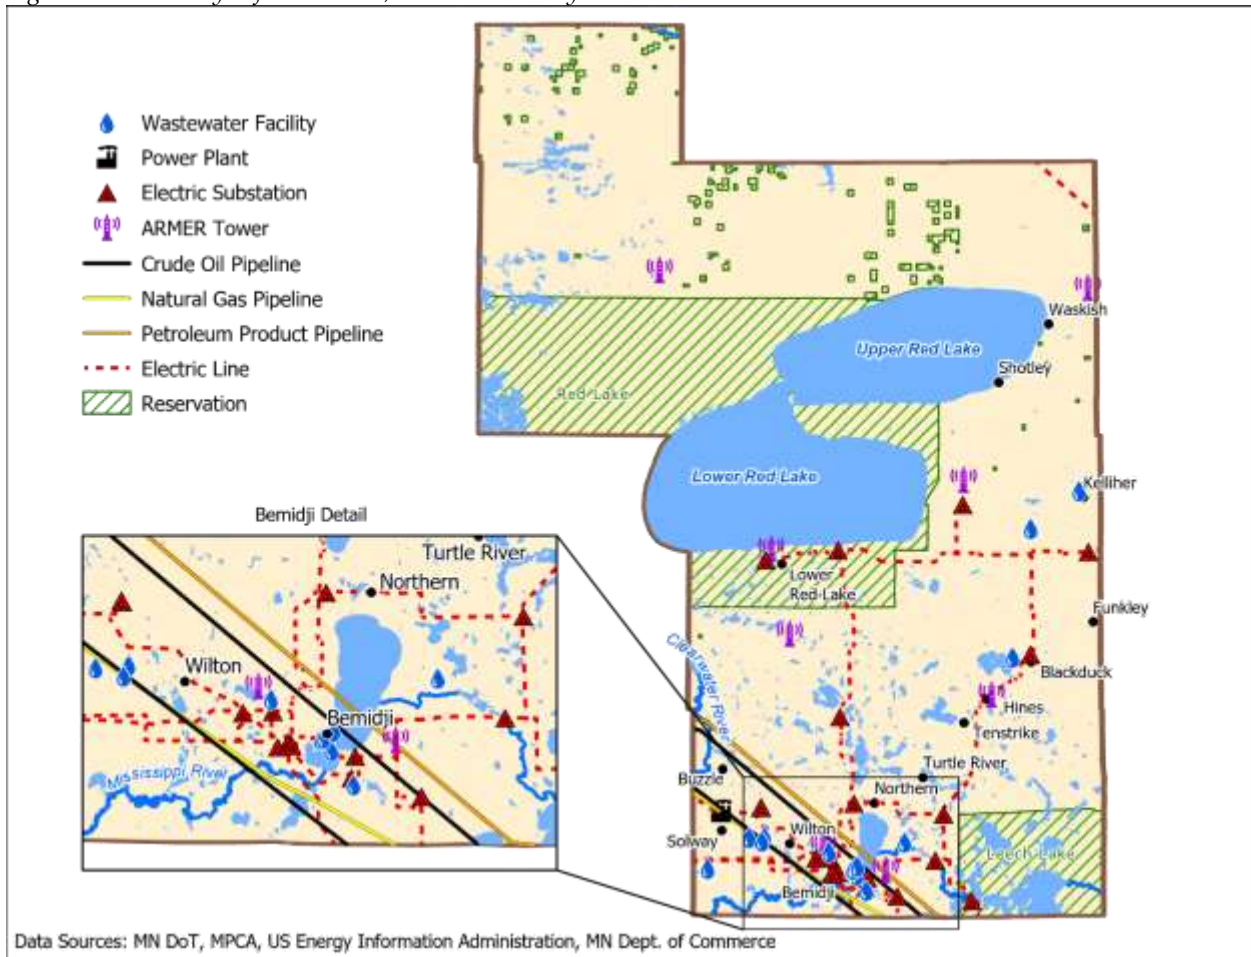 Wastewater Facility
Power Plant
Electric Substation
ARMER Tower
Crude Oil Pipeline
Natural Gas Pipeline
Petroleum Product Pipeline
Electric Line
Reservation
Waskish
Upper Red Lake
Shotley
Red Lake
Lower Red Lake
Kelliher
Lower
Red Lake
Funkley
Clearwater River
Blackduck
Hines
Tenstrike
Turtle River
Buzzle
Northern
Wilton
Solway
Leech Lake
Bemidji
Bemidji Detail
Turtle River
Northern
Wilton
Bemidji
Mississippi River
Data Sources: MN DoT, MPCA, US Energy Information Administration, MN Dept. of Commerce